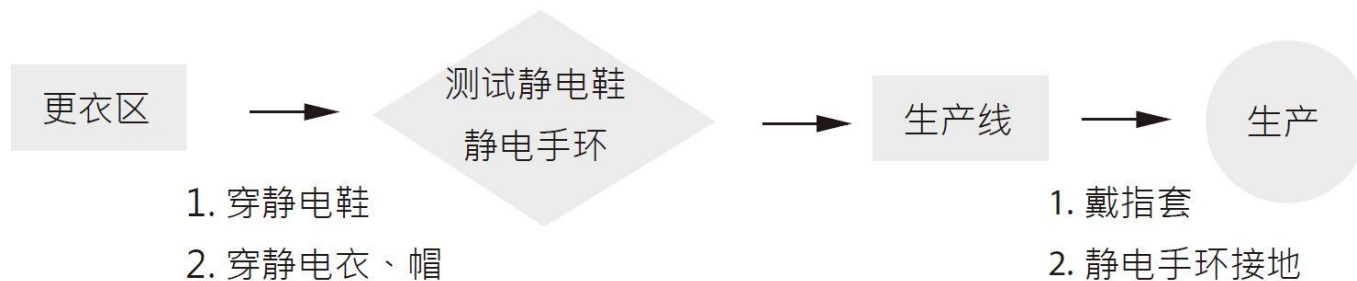 更衣区
测试静电鞋
静电手环
生产线
生产
1. 穿静电鞋
2. 穿静电衣、帽
1. 戴指套
2. 静电手环接地